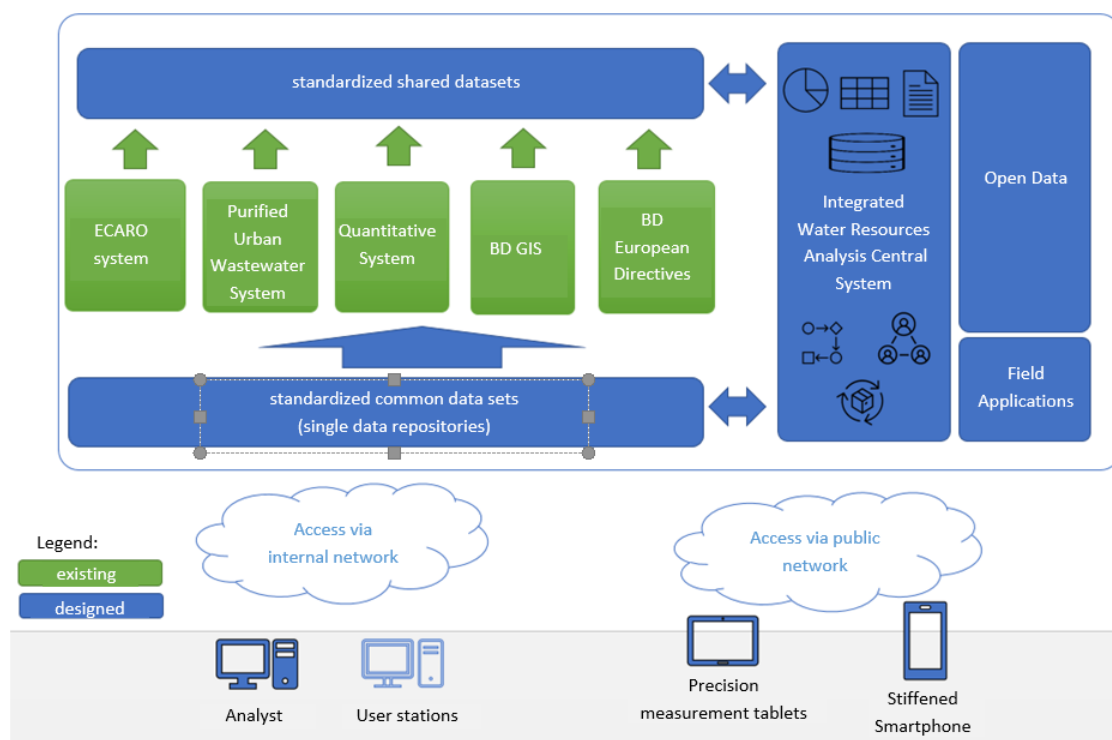 standardized shared datasets
ECARO
system
Purified
Urban
Wastewater
System
Quantitative
System
BD GIS
BD
European
Directives
Integrated
Water Resources
Analysis Central
System
Open Data
Field
Applications
standardized common data sets
(single data repositories)
Access via
internal network
Access via public
network
Legend:
existing
designed
Analyst
User stations
Precision
measurement tablets
Stiffened
Smartphone